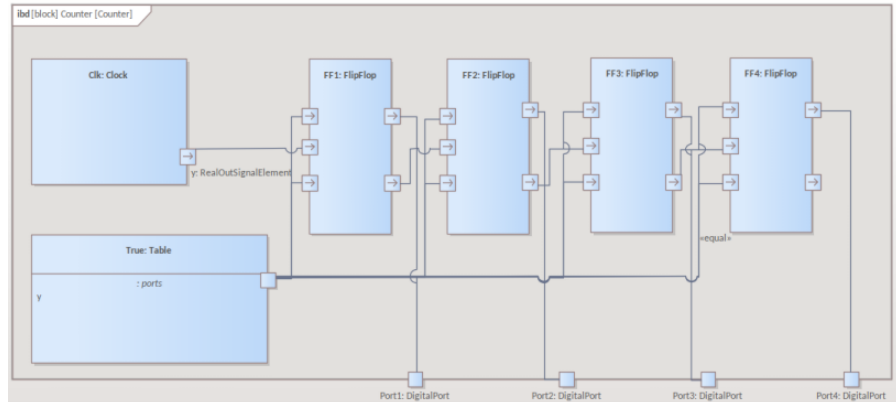 ibd [block] Counter [Counter]
Clk: Clock
FF1: FlipFlop
FF2: FlipFlop
FF3: FlipFlop
FF4: FlipFlop
y: RealOutSignalElement
True: Table
: ports
y
«equal»
Port1: DigitalPort
Port2: DigitalPort
Port3: DigitalPort
Port4: DigitalPort